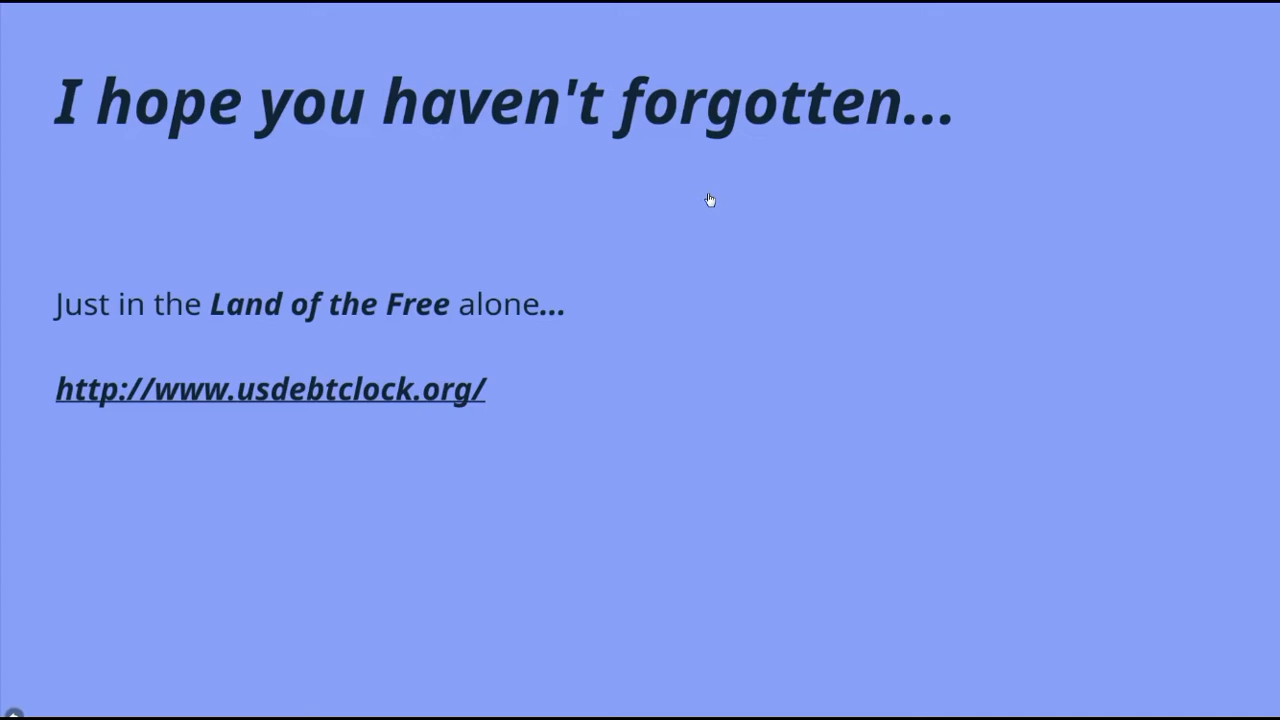 I hope you haven't forgotten...
Just in the Land of the Free alone...
http://www.usdebtclock.org/